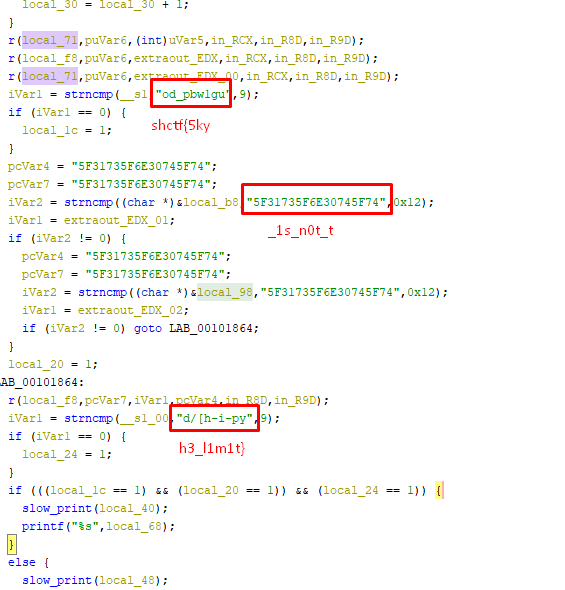 local_30 = local_30 + 1;
}
r(local_71,puVar6,(int)uVar5,in_RCX,in_R8D,in_R9D);
r(local_f8,puVar6,extraout_EDX,in_RCX,in_R8D,in_R9D);
r(local_71,puVar6,extraout_EDX_00,in_RCX,in_R8D,in_R9D);
iVar1 = strncmp(__s1,"od_pbwlgu",9);
if (iVar1 == 0) {
shctf{5ky
local_1c = 1;
}
pcVar4 = "5F31735F6E30745F74";
pcVar7 = "5F31735F6E30745F74";
iVar2 = strncmp((char *)&local_b8,"5F31735F6E30745F74",0x12);
iVar1 = extraout_EDX_01;
_1s_n0t_t
if (iVar2 != 0) {
pcVar4 = "5F31735F6E30745F74";
pcVar7 = "5F31735F6E30745F74";
iVar2 = strncmp((char *)&local_98,"5F31735F6E30745F74",0x12);
iVar1 = extraout_EDX_02;
if (iVar2 != 0) goto LAB_00101864;
}
local_20 = 1;
AB_00101864:
r(local_f8,pcVar7,iVar1,pcVar4,in_R8D,in_R9D);
iVar1 = strncmp(__s1_00,"d/[h-i-py",9);
if (iVar1 == 0) {
h3_l1m1t}
local_24 = 1;
}
if (((local_1c == 1) && (local_20 == 1)) && (local_24 == 1)) {
slow_print(local_40);
printf("%s",local_68);
}
else {
slow_print(local_48);